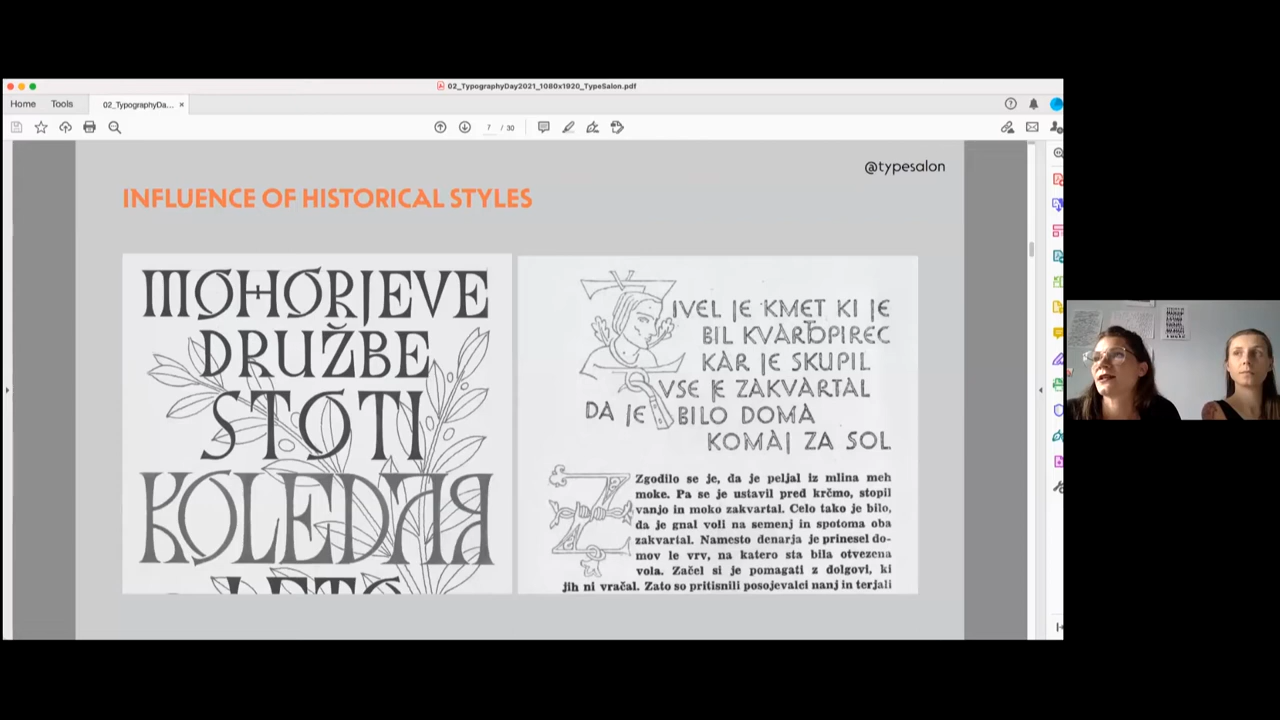 02_TypographyDay2021_1080x1920_TypeSalon.pdf
Home Tools 02_TypographyDa... ×
7 / 30
@typesalon
INFLUENCE OF HISTORICAL STYLES
MOHORJEVE
DRUŽBE
STOTI
KOLEDAR
ŽIVEL JE KMET KI JE
BIL KVARTOPIREC
KAR JE SKUPIL
VSE JE ZAKVARTAL
DA JE BILO DOMA
KOMAJ ZA SOL
Zgodilo se je, da je peljal iz mlina meh
moke. Pa se je ustavil pred krčmo, stopil
vanjo in moko zakvartal. Celo tako je bilo,
da je gnal voli na semenj in spotoma oba
zakvartal. Namesto denarja je prinesel do-
mov le vrv, na katero sta bila otvezena
vola. Začel si je pomagati z dolgovi, ki
jih ni vračal. Zato so pritisnili posojevalci nanj in terjali